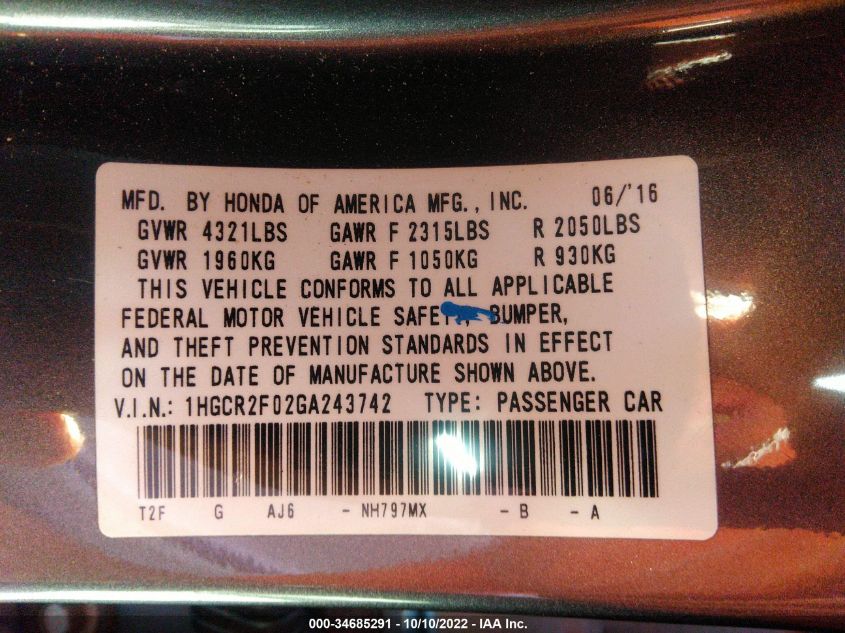 MFD. BY HONDA OF AMERICA MFG., INC. 06/'16
GVWR 4321LBS GAWR F 2315LBS R 2050LBS
GVWR 1960KG GAWR F 1050KG R 930KG
THIS VEHICLE CONFORMS TO ALL APPLICABLE
FEDERAL MOTOR VEHICLE SAFETY, BUMPER,
AND THEFT PREVENTION STANDARDS IN EFFECT
ON THE DATE OF MANUFACTURE SHOWN ABOVE.
V.I.N.: 1HGCR2F02GA243742 TYPE: PASSENGER CAR
T2F G AJ6 - NH797MX - B - A
000-34685291 - 10/10/2022 - IAA Inc.